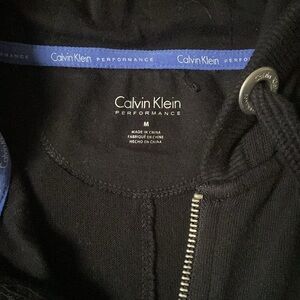 Calvin Klein PERFORMANCE Calvin Klein PERFORMANCE
Calvin Klein
PERFORMANCE
M
MADE IN CHINA
FABRIQUÉ EN CHINE
HECHO EN CHINA